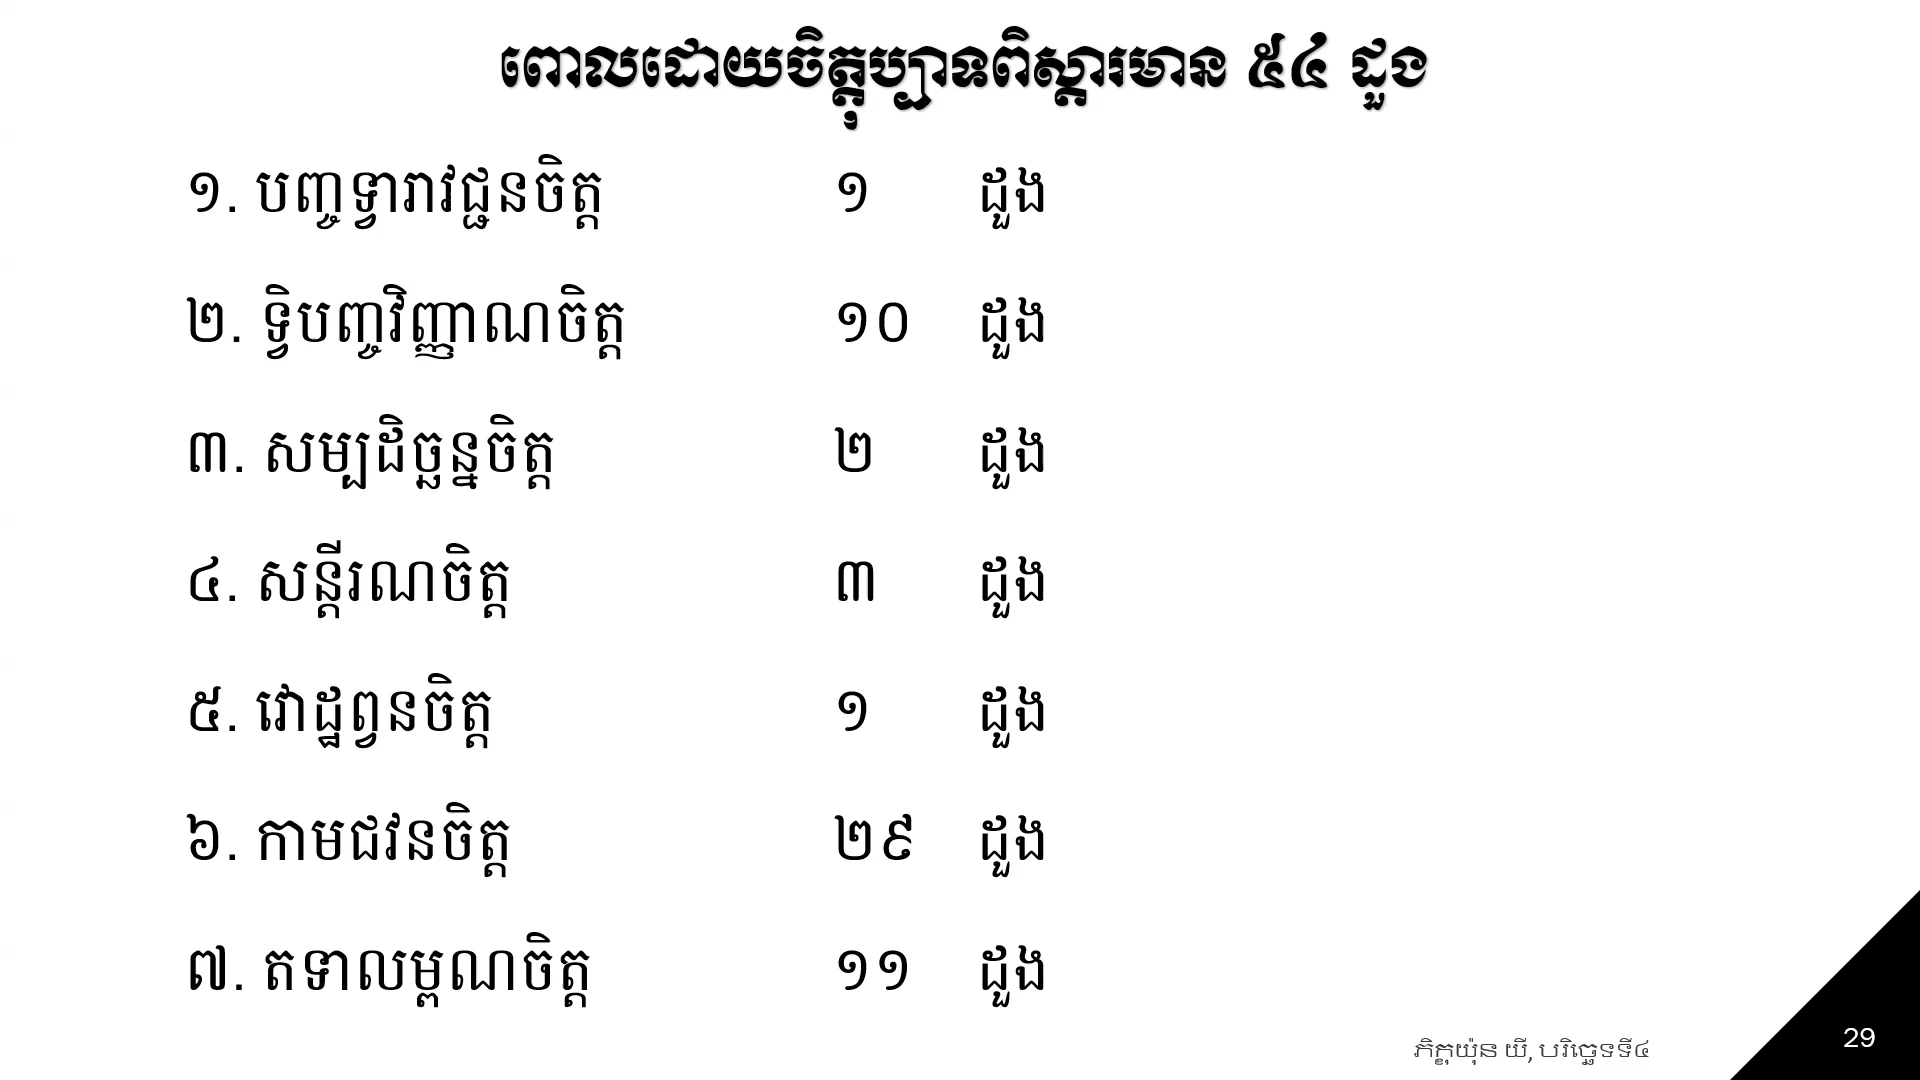 ពោលដោយចិត្តុប្បាទពិស្តារមាន ៥៤ ដួង
១. បញ្ចទ្វារាវជ្ជនចិត្ត ១ ដួង
២. ទ្វិបញ្ចវិញ្ញាណចិត្ត ១០ ដួង
៣. សម្បដិច្ឆន្នចិត្ត ២ ដួង
៤. សន្តីរណចិត្ត ៣ ដួង
៥. វោដ្ឋព្វនចិត្ត ១ ដួង
៦. កាមជវនចិត្ត ២៩ ដួង
៧. តទាលម្ពណចិត្ត ១១ ដួង
ភិក្ខុយ៉ុន យី, បរិច្ឆេទទី៤
29